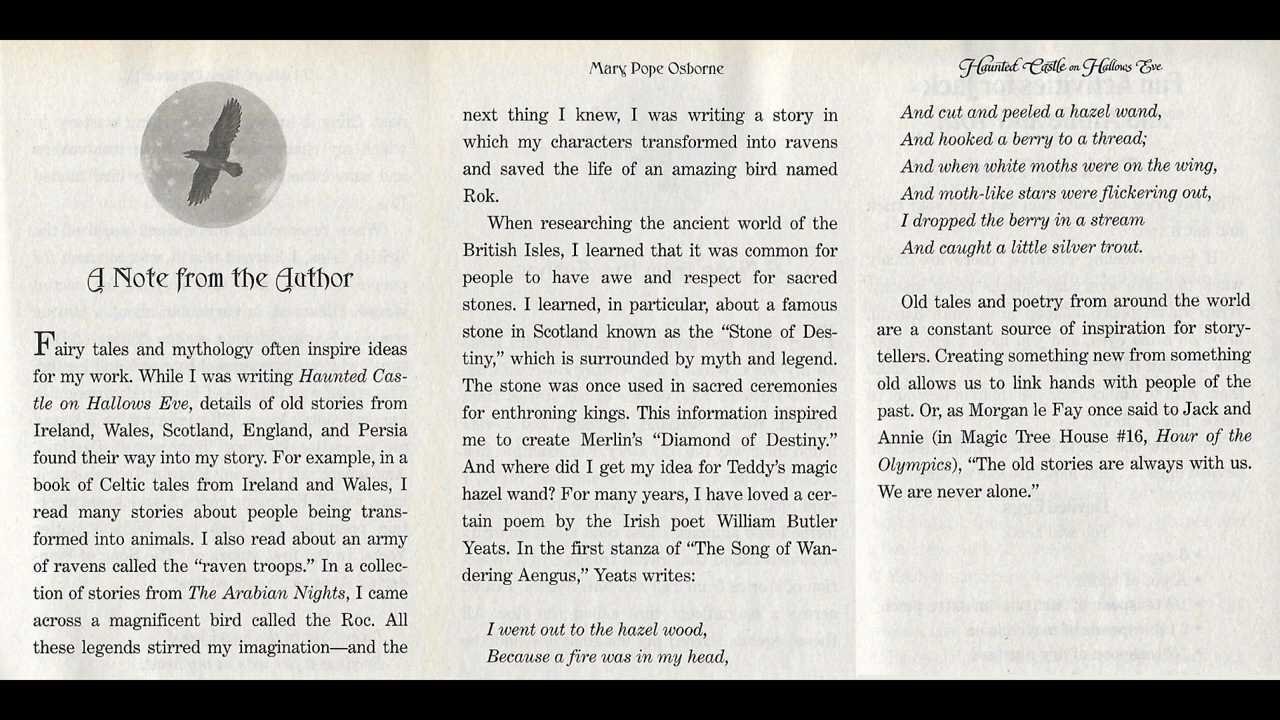 A Note from the Author
Fairy tales and mythology often inspire ideas
for my work. While I was writing Haunted Cas-
tle on Hallows Eve, details of old stories from
Ireland, Wales, Scotland, England, and Persia
found their way into my story. For example, in a
book of Celtic tales from Ireland and Wales, I
read many stories about people being trans-
formed into animals. I also read about an army
of ravens called the “raven troops.” In a collec-
tion of stories from The Arabian Nights, I came
across a magnificent bird called the Roc. All
these legends stirred my imagination—and the
Mary Pope Osborne
next thing I knew, I was writing a story in
which my characters transformed into ravens
and saved the life of an amazing bird named
Rok.
When researching the ancient world of the
British Isles, I learned that it was common for
people to have awe and respect for sacred
stones. I learned, in particular, about a famous
stone in Scotland known as the “Stone of Des-
tiny,” which is surrounded by myth and legend.
The stone was once used in sacred ceremonies
for enthroning kings. This information inspired
me to create Merlin’s “Diamond of Destiny.”
And where did I get my idea for Teddy’s magic
hazel wand? For many years, I have loved a cer-
tain poem by the Irish poet William Butler
Yeats. In the first stanza of “The Song of Wan-
dering Aengus,” Yeats writes:
I went out to the hazel wood,
Because a fire was in my head,
Haunted Castle on Hallows Eve
And cut and peeled a hazel wand,
And hooked a berry to a thread;
And when white moths were on the wing,
And moth-like stars were flickering out,
I dropped the berry in a stream
And caught a little silver trout.
Old tales and poetry from around the world
are a constant source of inspiration for story-
tellers. Creating something new from something
old allows us to link hands with people of the
past. Or, as Morgan le Fay once said to Jack and
Annie (in Magic Tree House #16, Hour of the
Olympics), “The old stories are always with us.
We are never alone.”